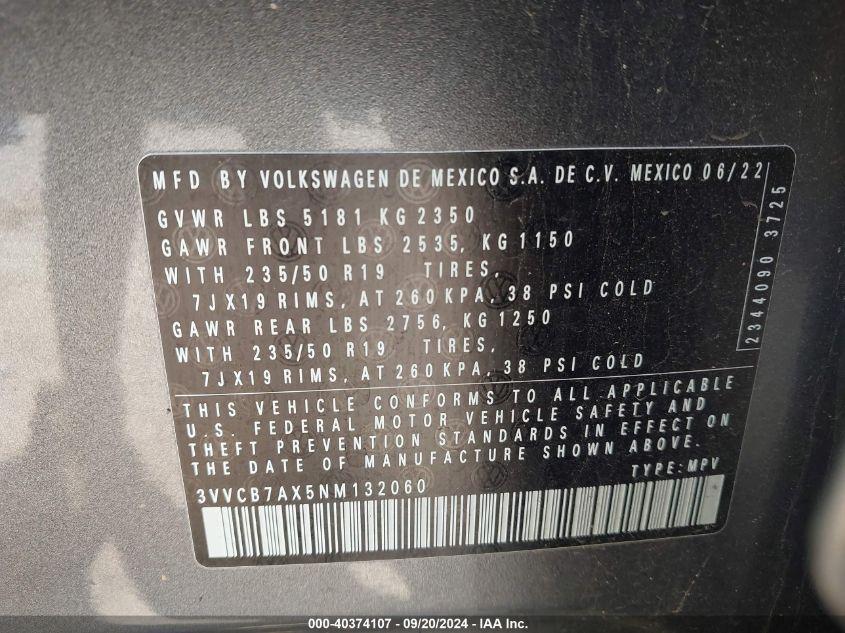 MFD BY VOLKSWAGEN DE MEXICO S.A. DE C.V. MEXICO 06/22
GVWR LBS 5181 KG 2350
GAWR FRONT LBS 2535, KG 1150
WITH 235/50 R19 TIRES,
7JX19 RIMS, AT 260 KPA, 38 PSI COLD
GAWR REAR LBS 2756, KG 1250
WITH 235/50 R19 TIRES,
7JX19 RIMS, AT 260 KPA, 38 PSI COLD
2344090 3725
THIS VEHICLE CONFORMS TO ALL APPLICABLE
U.S. FEDERAL MOTOR VEHICLE SAFETY AND
THEFT PREVENTION STANDARDS IN EFFECT ON
THE DATE OF MANUFACTURE SHOWN ABOVE.
TYPE: MPV
3VVCB7AX5NM132060
000-40374107 - 09/20/2024 - IAA, Inc.